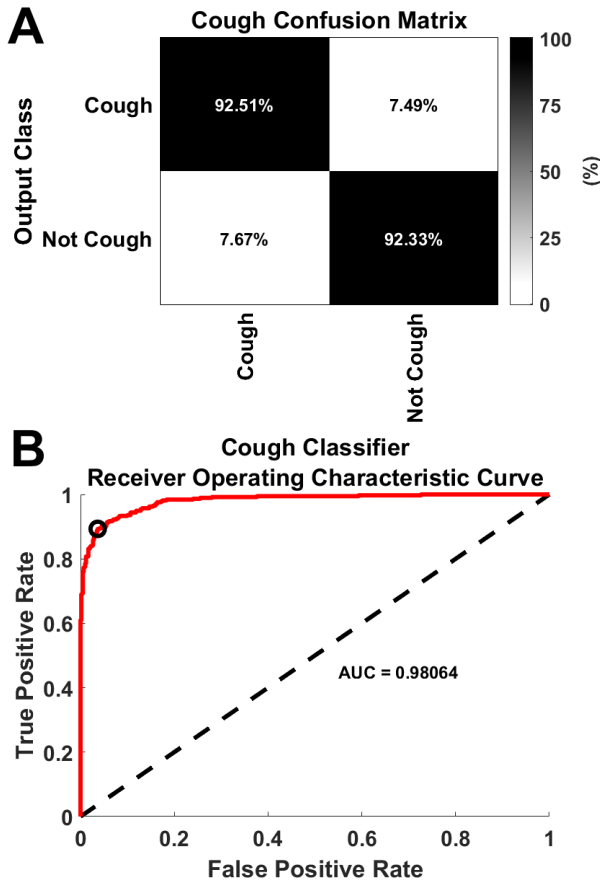 A
Cough Confusion Matrix
Output Class
Cough
92.51%
7.49%
Not Cough
7.67%
92.33%
Cough
Not Cough
100
75
50
25
0
(%)
B
Cough Classifier
Receiver Operating Characteristic Curve
True Positive Rate
1
0.8
0.6
0.4
0.2
0
AUC = 0.98064
0
0.2
0.4
0.6
0.8
1
False Positive Rate